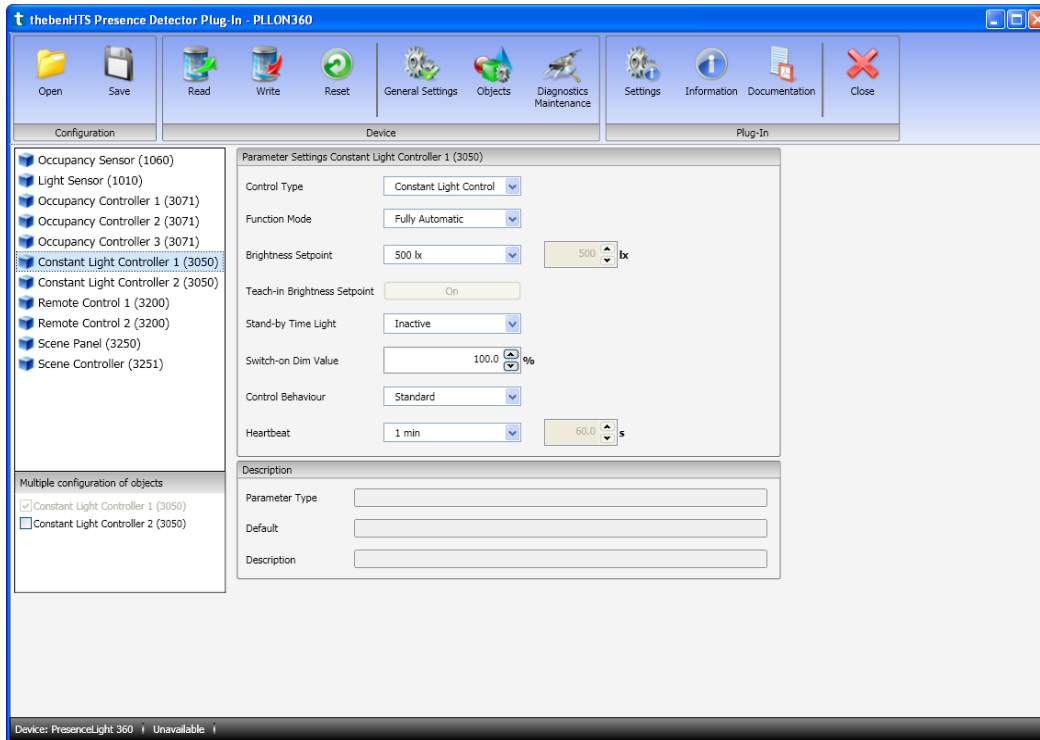 thebenHTS Presence Detector Plug-In - PLLON360
Open Save Read Write Reset General Settings Objects Diagnostics Maintenance Settings Information Documentation Close
Configuration Device Plug-In
Occupancy Sensor (1060)
Light Sensor (1010)
Occupancy Controller 1 (3071)
Occupancy Controller 2 (3071)
Occupancy Controller 3 (3071)
Constant Light Controller 1 (3050)
Constant Light Controller 2 (3050)
Remote Control 1 (3200)
Remote Control 2 (3200)
Scene Panel (3250)
Scene Controller (3251)
Multiple configuration of objects
Constant Light Controller 1 (3050)
Constant Light Controller 2 (3050)
Parameter Settings Constant Light Controller 1 (3050)
Control Type Constant Light Control
Function Mode Fully Automatic
Brightness Setpoint 500 lx 500 lx
Teach-in Brightness Setpoint On
Stand-by Time Light Inactive
Switch-on Dim Value 100.0 %
Control Behaviour Standard
Heartbeat 1 min 60.0 s
Description
Parameter Type
Default
Description
Device: PresenceLight 360 Unavailable